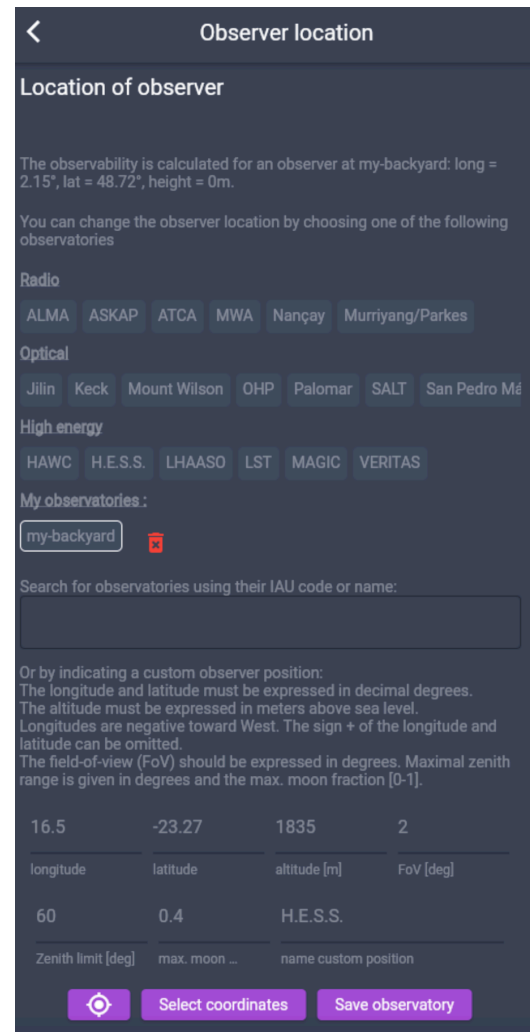 Observer location
Location of observer
The observability is calculated for an observer at my-backyard: long =
2.15°, lat = 48.72°, height = 0m.
You can change the observer location by choosing one of the following
observatories
Radio
ALMA ASKAP ATCA MWA Nançay Murriyang/Parkes
Optical
Jilin Keck Mount Wilson OHP Palomar SALT San Pedro Má
High energy
HAWC H.E.S.S. LHAASO LST MAGIC VERITAS
My observatories :
my-backyard
Search for observatories using their IAU code or name:
Or by indicating a custom observer position:
The longitude and latitude must be expressed in decimal degrees.
The altitude must be expressed in meters above sea level.
Longitudes are negative toward West. The sign + of the longitude and
latitude can be omitted.
The field-of-view (FoV) should be expressed in degrees. Maximal zenith
range is given in degrees and the max. moon fraction [0-1].
16.5 -23.27 1835 2
longitude latitude altitude [m] FoV [deg]
60 0.4 H.E.S.S.
Zenith limit [deg] max. moon ... name custom position
Select coordinates Save observatory